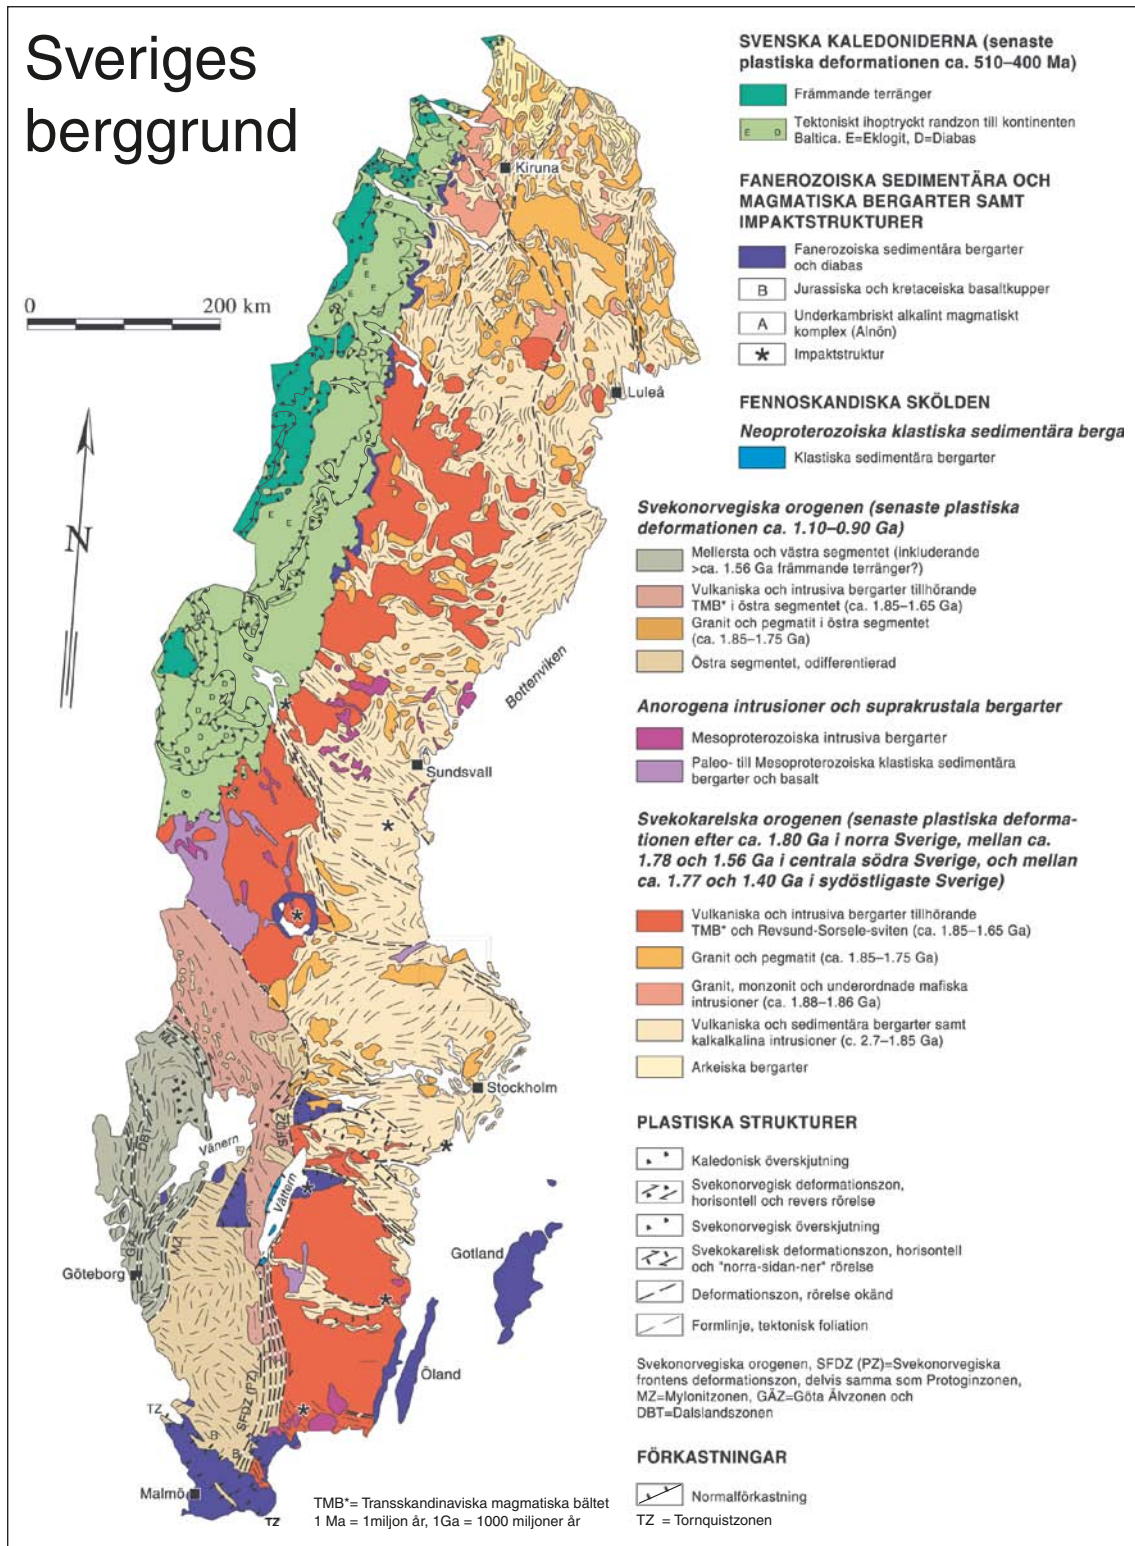 Sveriges
berggrund
0 200 km
N
Kiruna
Luleå
Bottenviken
Sundsvall
Stockholm
Vänern
Vättern
Göteborg
Gotland
Öland
Malmö
MZ
DBT
SFDZ
GÄZ
MZ
SFDZ (PZ)
TZ
TZ
A
B
B
E
E
E
E
E
D
D
D
D
TMB*= Transskandinaviska magmatiska bältet
1 Ma = 1miljon år, 1Ga = 1000 miljoner år
SVENSKA KALEDONIDERNA (senaste
plastiska deformationen ca. 510–400 Ma)
Främmande terränger
E D
Tektoniskt ihoptryckt randzon till kontinenten
Baltica. E=Eklogit, D=Diabas
FANEROZOISKA SEDIMENTÄRA OCH
MAGMATISKA BERGARTER SAMT
IMPAKTSTRUKTURER
Fanerozoiska sedimentära bergarter
och diabas
B Jurassiska och kretaceiska basaltkupper
A Underkambriskt alkalint magmatiskt
komplex (Alnön)
Impaktstruktur
FENNOSKANDISKA SKÖLDEN
Neoproterozoiska klastiska sedimentära berga
Klastiska sedimentära bergarter
Svekonorvegiska orogenen (senaste plastiska
deformationen ca. 1.10–0.90 Ga)
Mellersta och västra segmentet (inkluderande
>ca. 1.56 Ga främmande terränger?)
Vulkaniska och intrusiva bergarter tillhörande
TMB* i östra segmentet (ca. 1.85–1.65 Ga)
Granit och pegmatit i östra segmentet
(ca. 1.85–1.75 Ga)
Östra segmentet, odifferentierad
Anorogena intrusioner och suprakrustala bergarter
Mesoproterozoiska intrusiva bergarter
Paleo- till Mesoproterozoiska klastiska sedimentära
bergarter och basalt
Svekokarelska orogenen (senaste plastiska deforma-
tionen efter ca. 1.80 Ga i norra Sverige, mellan ca.
1.78 och 1.56 Ga i centrala södra Sverige, och mellan
ca. 1.77 och 1.40 Ga i sydöstligaste Sverige)
Vulkaniska och intrusiva bergarter tillhörande
TMB* och Revsund-Sorsele-sviten (ca. 1.85–1.65 Ga)
Granit och pegmatit (ca. 1.85–1.75 Ga)
Granit, monzonit och underordnade mafiska
intrusioner (ca. 1.88–1.86 Ga)
Vulkaniska och sedimentära bergarter samt
kalkalkalina intrusioner (c. 2.7–1.85 Ga)
Arkeiska bergarter
PLASTISKA STRUKTURER
Kaledonisk överskjutning
Svekonorvegisk deformationszon,
horisontell och revers rörelse
Svekonorvegisk överskjutning
Svekokarelisk deformationszon, horisontell
och "norra-sidan-ner" rörelse
Deformationszon, rörelse okänd
Formlinje, tektonisk foliation
Svekonorvegiska orogenen, SFDZ (PZ)=Svekonorvegiska
frontens deformationszon, delvis samma som Protoginzonen,
MZ=Mylonitzonen, GÄZ=Göta Älvzonen och
DBT=Dalslandszonen
FÖRKASTNINGAR
Normalförkastning
TZ = Tornquistzonen